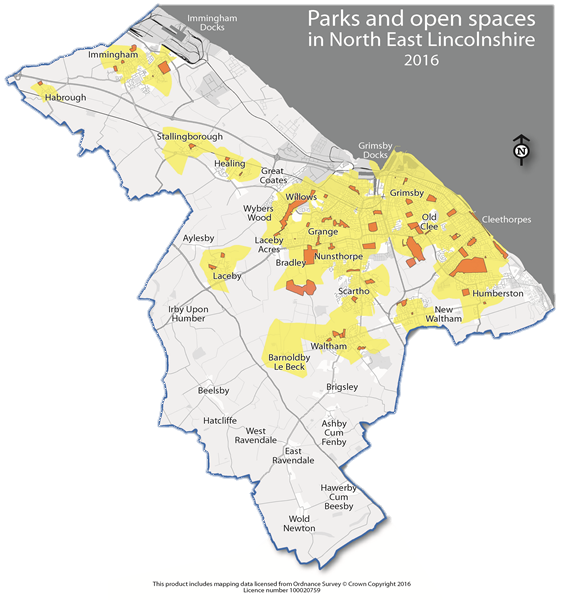 Parks and open spaces
in North East Lincolnshire
2016
Immingham
Docks
Immingham
Habrough
Stallingborough
Healing
Great
Coates
Grimsby
Docks
N
Willows
Grimsby
Wybers
Wood
Old
Clee
Cleethorpes
Grange
Aylesby
Laceby
Acres
Bradley
Nunsthorpe
Laceby
Scartho
Humberston
Irby Upon
Humber
New
Waltham
Waltham
Barnoldby
Le Beck
Brigsley
Beelsby
Hatcliffe
West
Ravendale
Ashby
Cum
Fenby
East
Ravendale
Hawerby
Cum
Beesby
Wold
Newton
This product includes mapping data licensed from Ordnance Survey © Crown Copyright 2016
Licence number 100020759